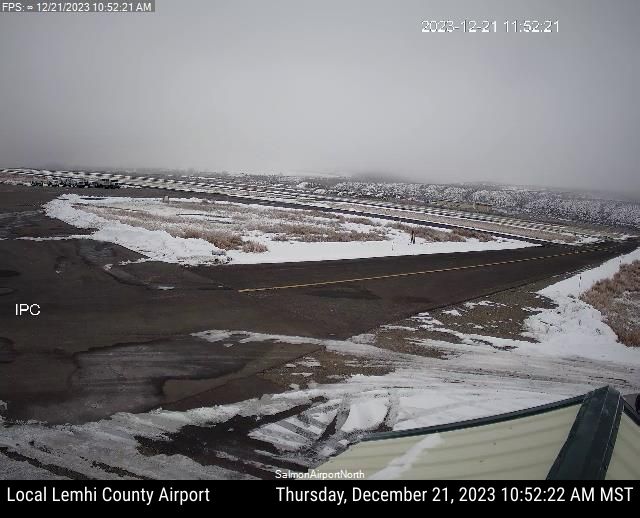 FPS: = 12/21/2023 10:52:21 AM
2023-12-21 11:52:21
IPC
SalmonAirportNorth
Local Lemhi County Airport Thursday, December 21, 2023 10:52:22 AM MST